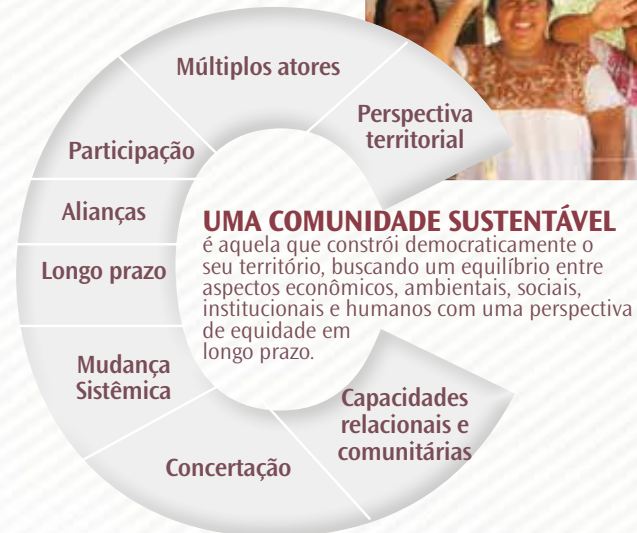 Múltiplos atores
Perspectiva
territorial
Participação
Alianças
Longo prazo
Mudança
Sistêmica
Concertação
Capacidades
relacionais e
comunitárias
UMA COMUNIDADE SUSTENTÁVEL
é aquela que constrói democraticamente o
seu território, buscando um equilíbrio entre
aspectos econômicos, ambientais, sociais,
institucionais e humanos com uma perspectiva
de equidade em
longo prazo.